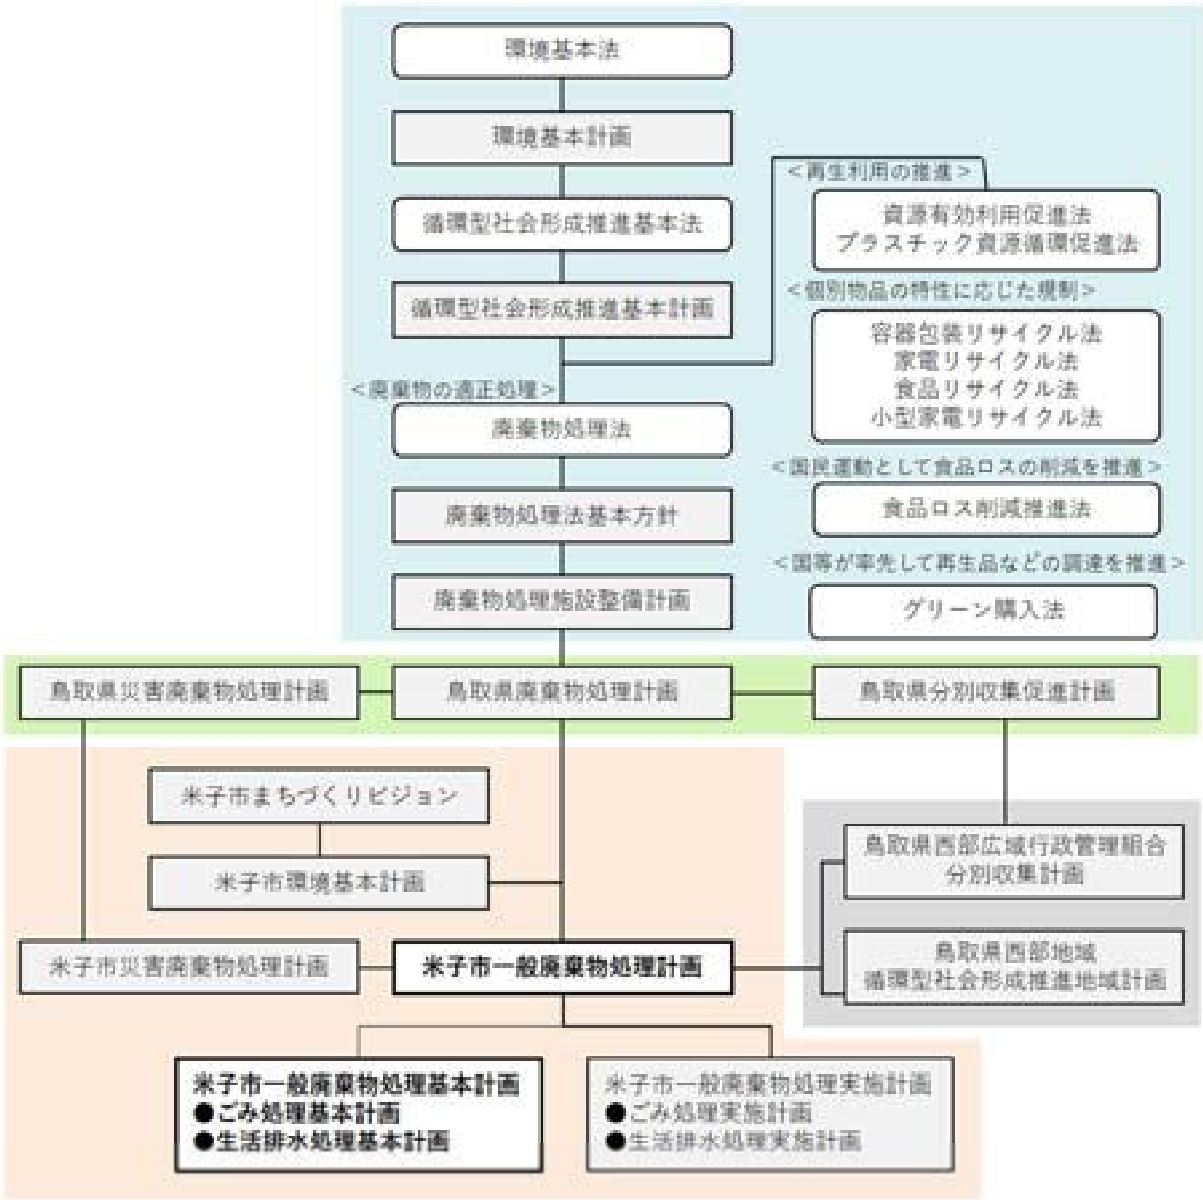 環境基本法
環境基本計画
循環型社会形成推進基本法
循環型社会形成推進基本計画
<再生利用の推進>
資源有効利用促進法
プラスチック資源循環促進法
<個別物品の特性に応じた規制>
容器包装リサイクル法
家電リサイクル法
食品リサイクル法
小型家電リサイクル法
<廃棄物の適正処理>
廃棄物処理法
<国民運動として食品ロスの削減を推進>
食品ロス削減推進法
廃棄物処理法基本方針
<国等が率先して再生品などの調達を推進>
グリーン購入法
廃棄物処理施設整備計画
鳥取県災害廃棄物処理計画
鳥取県廃棄物処理計画
鳥取県分別収集促進計画
米子市まちづくりビジョン
米子市環境基本計画
鳥取県西部広域行政管理組合
分別収集計画
米子市災害廃棄物処理計画
米子市一般廃棄物処理計画
鳥取県西部地域
循環型社会形成推進地域計画
米子市一般廃棄物処理基本計画
●ごみ処理基本計画
●生活排水処理基本計画
米子市一般廃棄物処理実施計画
●ごみ処理実施計画
●生活排水処理実施計画